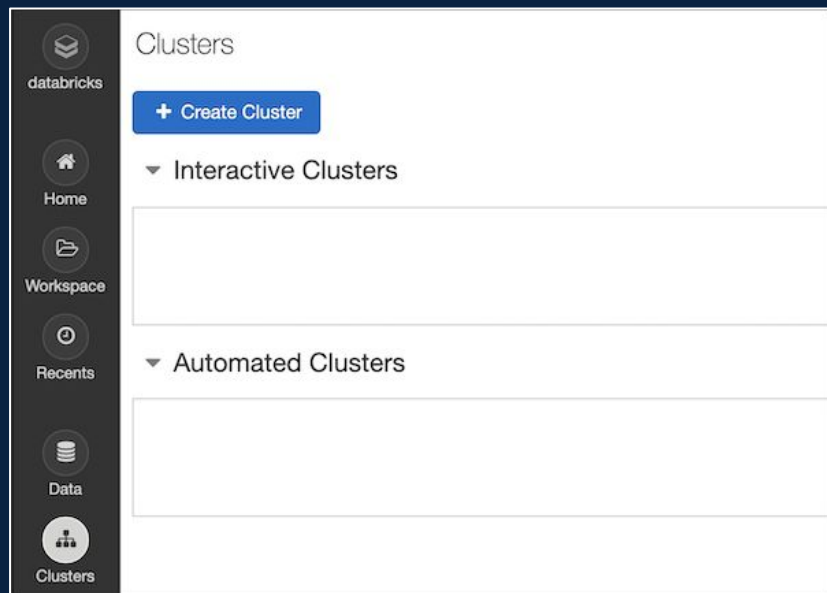 databricks
Home
Workspace
Recents
Data
Clusters
Clusters
+ Create Cluster
Interactive Clusters
Automated Clusters